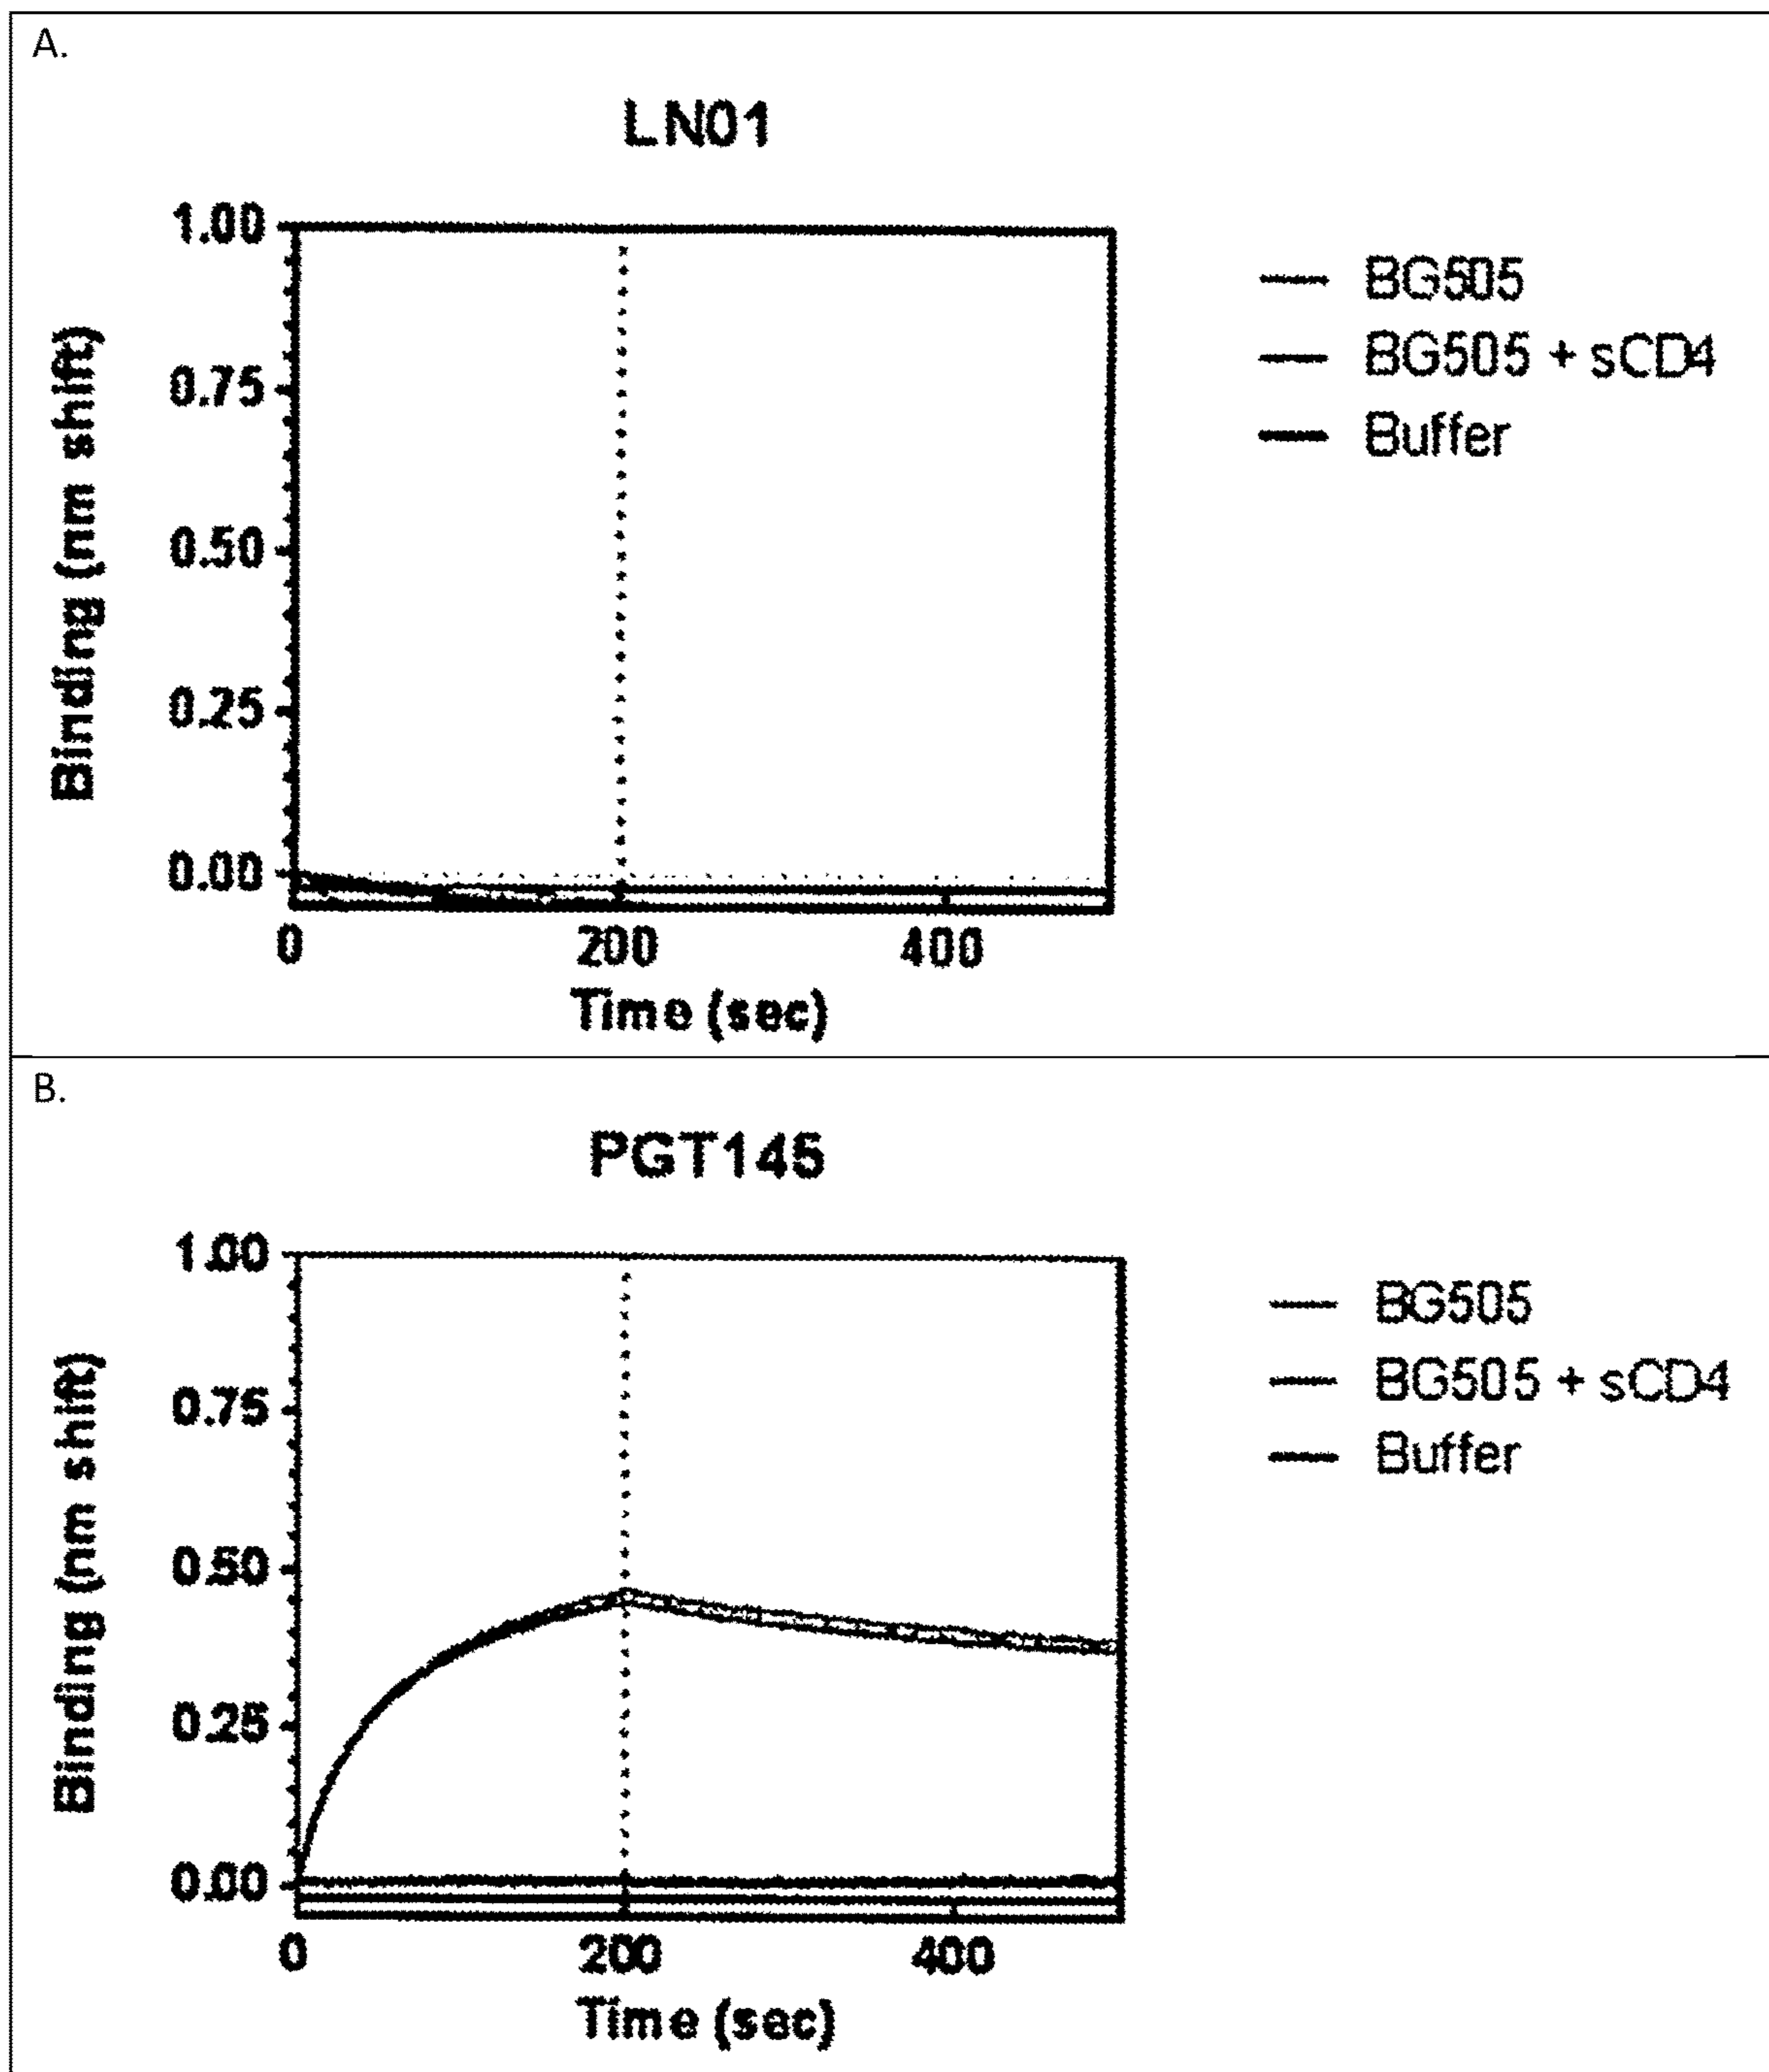 A.
LN01
1.00
0.75
0.50
0.25
0.00
Binding (nm shift)
0 200 400
Time (sec)
BG505
BG505 + sCD4
Buffer
B.
PGT145
1.00
0.75
0.50
0.25
0.00
Binding (nm shift)
0 200 400
Time (sec)
BG505
BG505 + sCD4
Buffer